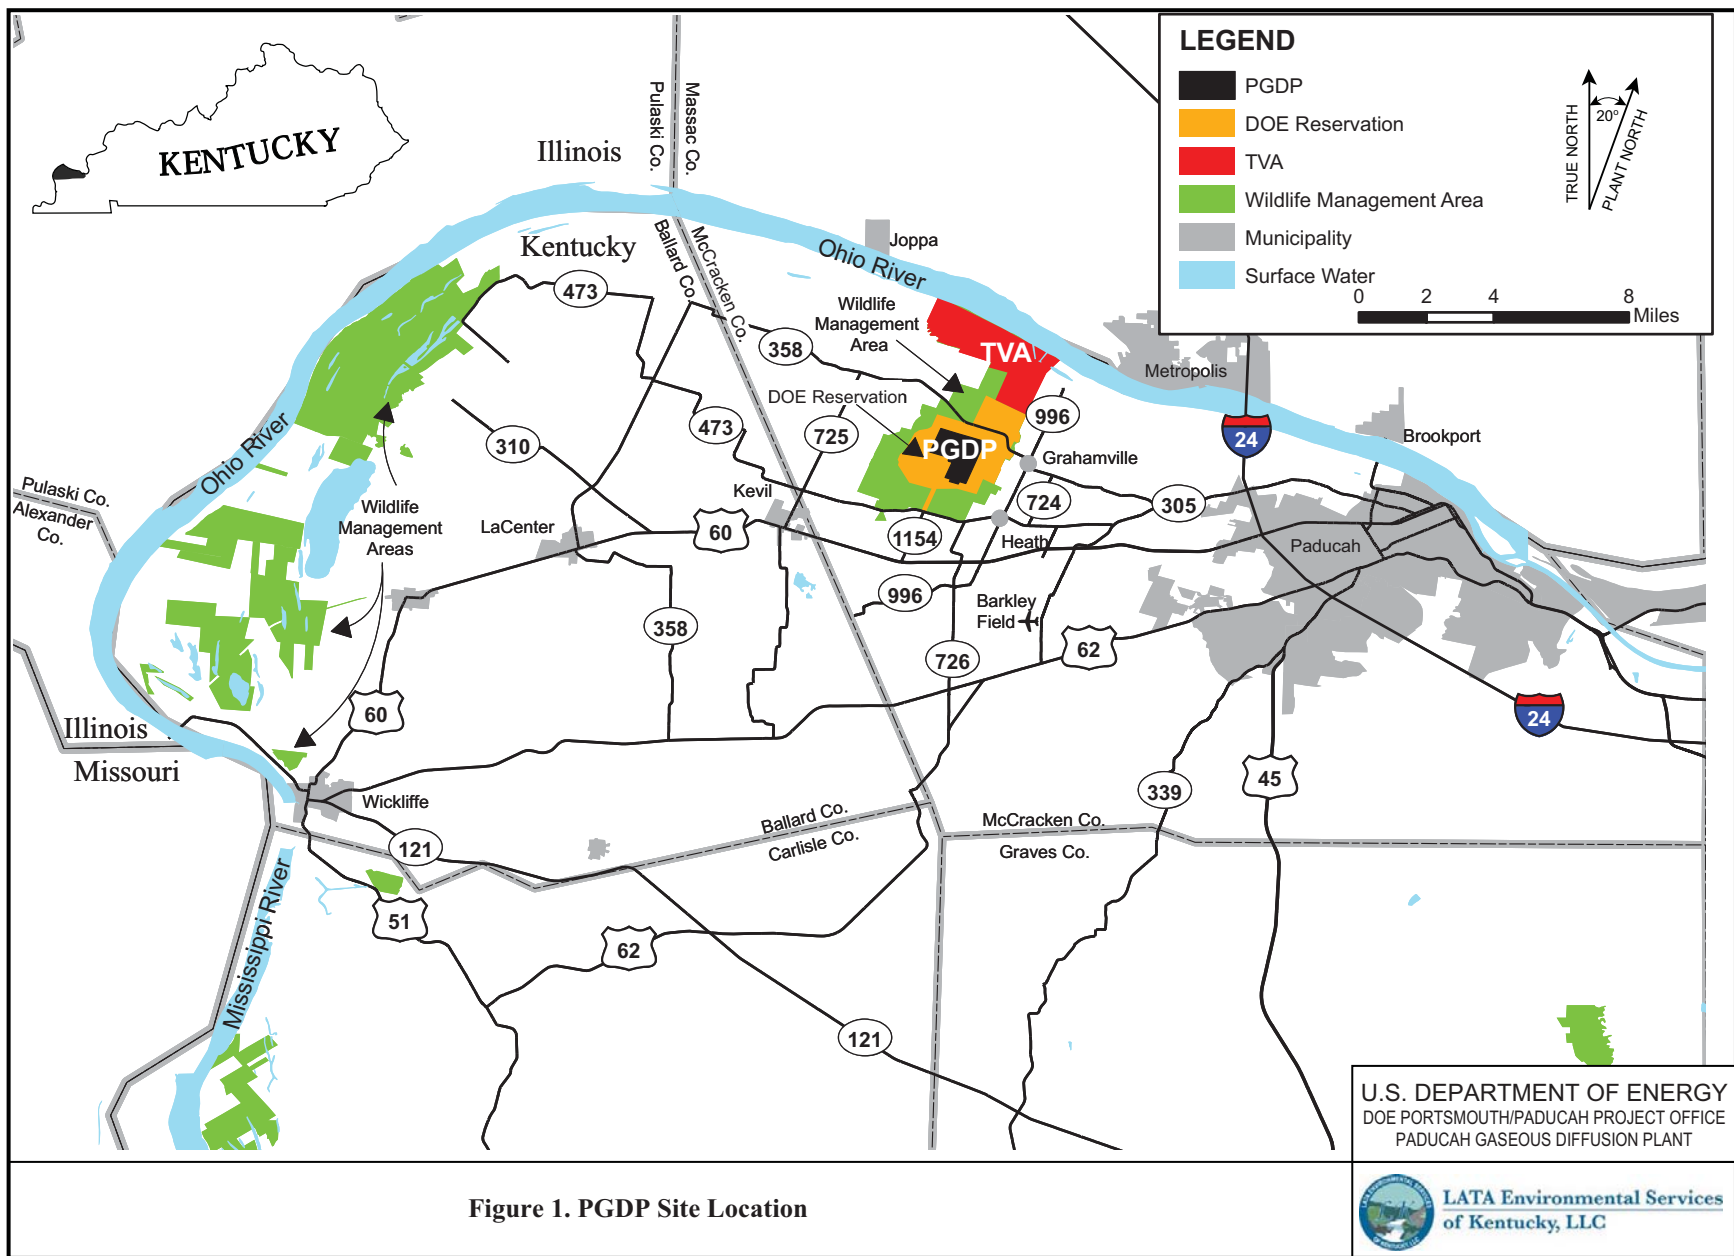 LEGEND
PGDP
DOE Reservation
TVA
Wildlife Management Area
Municipality
Surface Water
0 2 4 8
Miles
TRUE NORTH
20°
PLANT NORTH
KENTUCKY
Illinois
Pulaski Co.
Massac Co.
Kentucky
Ballard Co.
McCracken Co.
Ohio River
Joppa
473
358
Wildlife
Management
Area
TVA
Metropolis
DOE Reservation
996
473
725
310
PGDP
24
Brookport
Grahamville
Ohio River
Pulaski Co.
Alexander
Co.
Wildlife
Management
Areas
Kevil
LaCenter
60
724
305
1154
Heath
Paducah
996
Barkley
Field
358
62
726
60
24
Illinois
Missouri
Wickliffe
45
339
Ballard Co.
Carlisle Co.
McCracken Co.
Graves Co.
121
51
62
Mississippi River
121
U.S. DEPARTMENT OF ENERGY
DOE PORTSMOUTH/PADUCAH PROJECT OFFICE
PADUCAH GASEOUS DIFFUSION PLANT
Figure 1. PGDP Site Location
LATA Environmental Services
of Kentucky, LLC